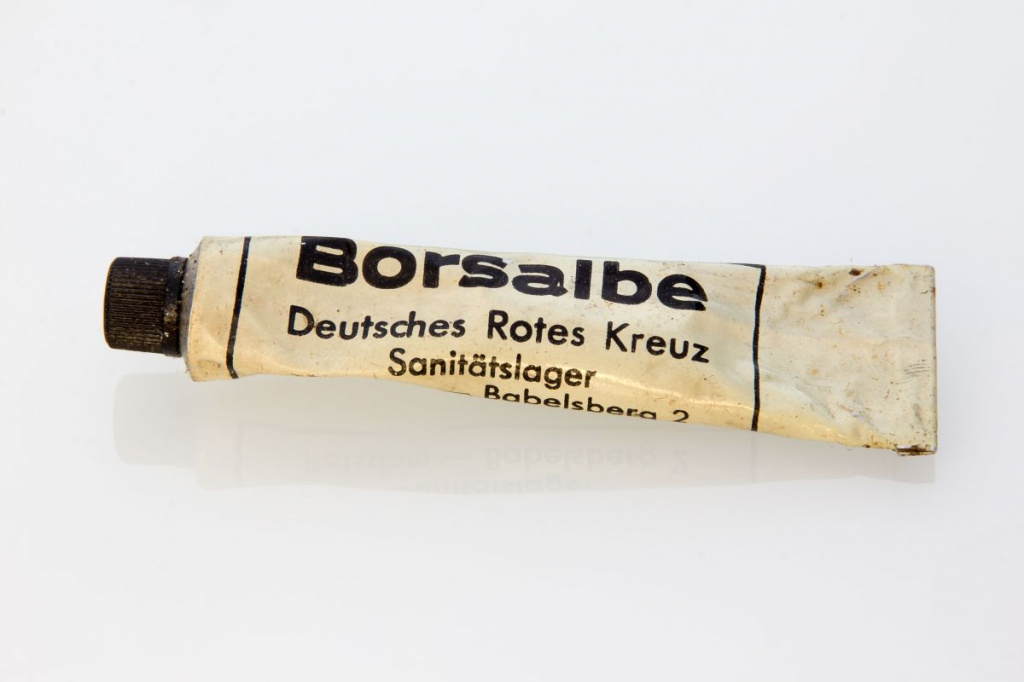 Borsalbe
Deutsches Rotes Kreuz
Sanitätslager
Babelsberg 2